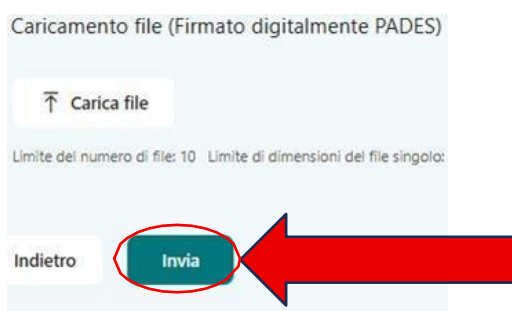 Caricamento file (Firmato digitalmente PADES)
Carica file
Limite del numero di file: 10 Limite di dimensioni del file singolo:
Indietro Invia